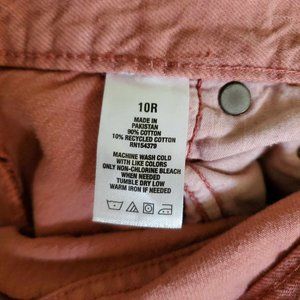 10R
MADE IN
PAKISTAN
90% COTTON
10% RECYCLED COTTON
RN154379
MACHINE WASH COLD
WITH LIKE COLORS
ONLY NON-CHLORINE BLEACH
WHEN NEEDED
TUMBLE DRY LOW
WARM IRON IF NEEDED